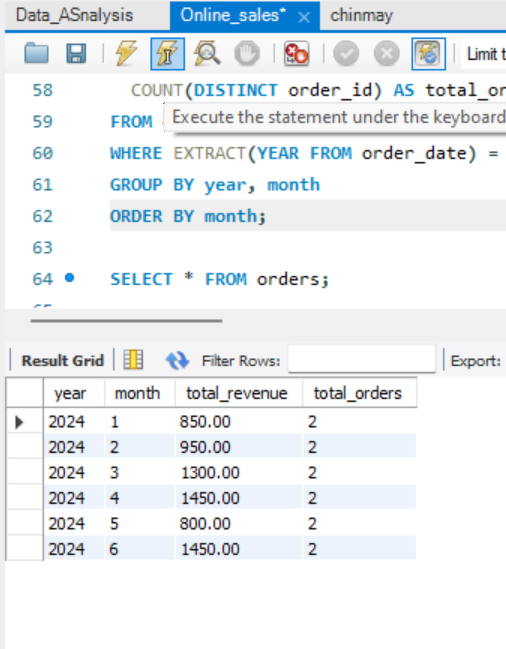 Data_ASnalysis Online_sales* × chinmay
Limit t
58 COUNT(DISTINCT order_id) AS total_or
Execute the statement under the keyboard
59 FROM
60 WHERE EXTRACT(YEAR FROM order_date) =
61 GROUP BY year, month
62 ORDER BY month;
63
64 SELECT * FROM orders;
Result Grid Filter Rows: Export:
year month total_revenue total_orders
2024 1 850.00 2
2024 2 950.00 2
2024 3 1300.00 2
2024 4 1450.00 2
2024 5 800.00 2
2024 6 1450.00 2